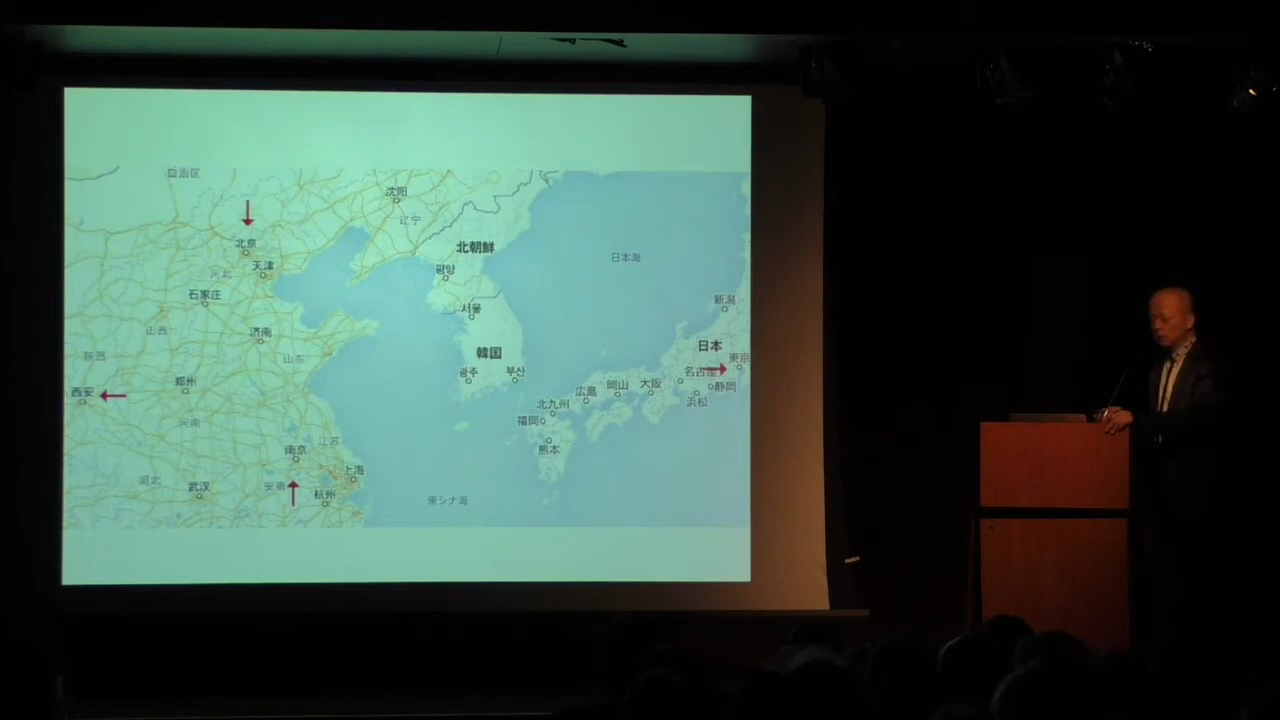 自治区
沈阳
辽宁
北京
北朝鮮
天津
河北
평양
日本海
石家庄
新潟
서울
山西
济南
日本
陕西
山东
韓国
東京
광주
부산
名古屋
西安
郑州
広島
岡山
大阪
静岡
浜松
北九州
福岡
河南
江苏
南京
熊本
上海
湖北
武汉
安徽
杭州
東シナ海